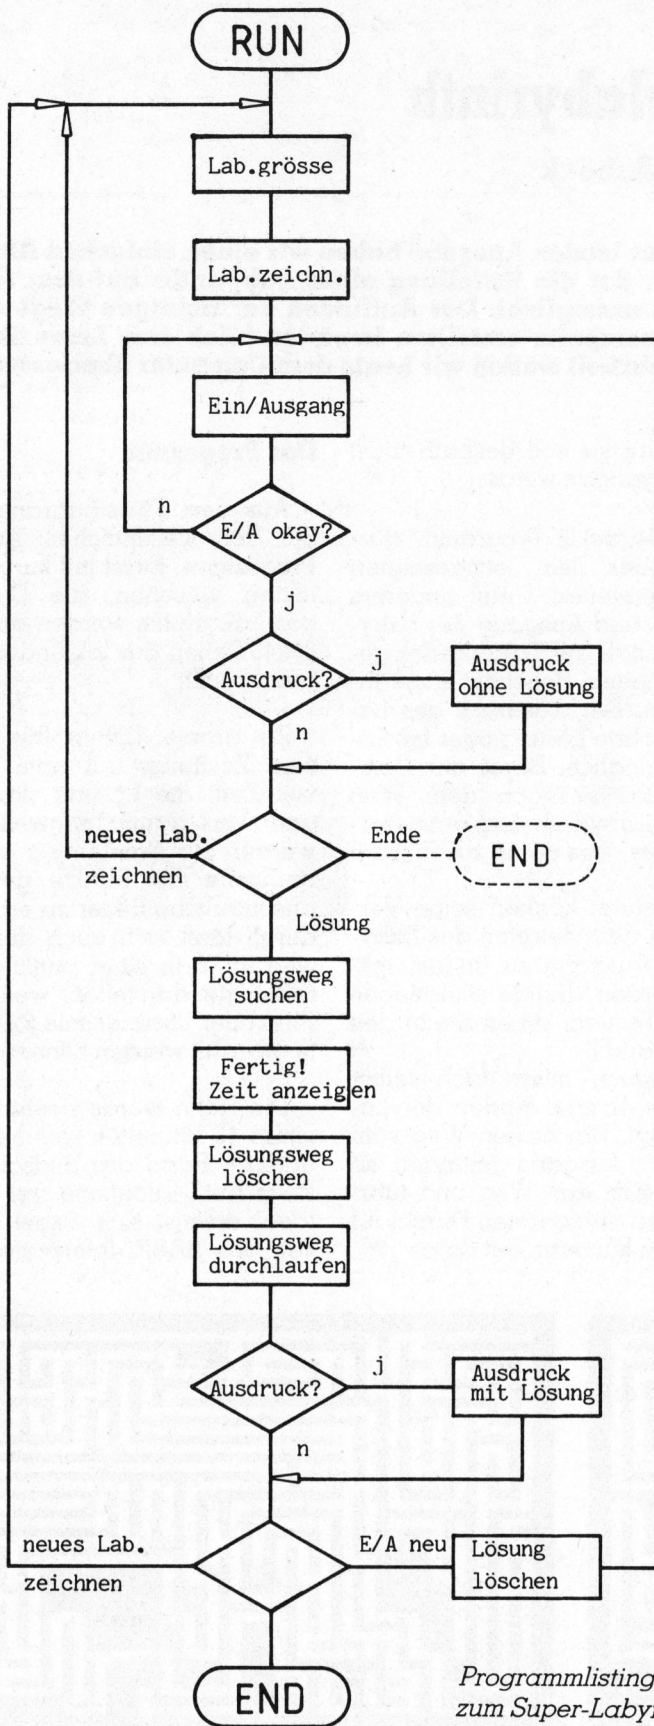 RUN
Lab.grösse
Lab.zeichn.
Ein/Ausgang
n
E/A okay?
j
Ausdruck?
j
Ausdruck
ohne Lösung
n
neues Lab.
zeichnen
Ende
END
Lösung
Lösungsweg
suchen
Fertig!
Zeit anzeigen
Lösungsweg
löschen
Lösungsweg
durchlaufen
Ausdruck?
j
Ausdruck
mit Lösung
n
neues Lab.
zeichnen
E/A neu
Lösung
löschen
END
Programmlisting
zum Super-Laby